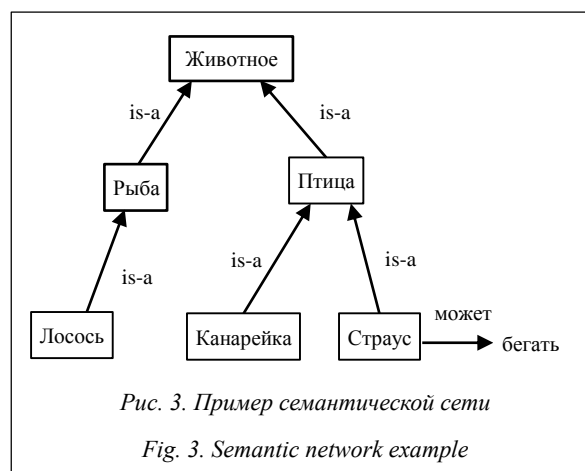 Животное
is-a
is-a
Рыба
Птица
is-a
is-a
is-a
Лосось
Канарейка
Страус
может
бегать
Рис. 3. Пример семантической сети
Fig. 3. Semantic network example